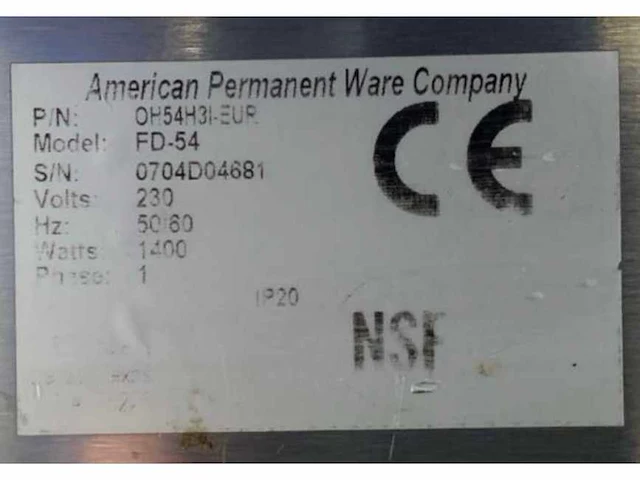 American Permanent Ware Company
P/N: OH54H3I-EUR
Model: FD-54
S/N: 0704D04681
Volts: 230
Hz: 50/60
Watts: 1400
Phase: 1
CE
IP20
NSF